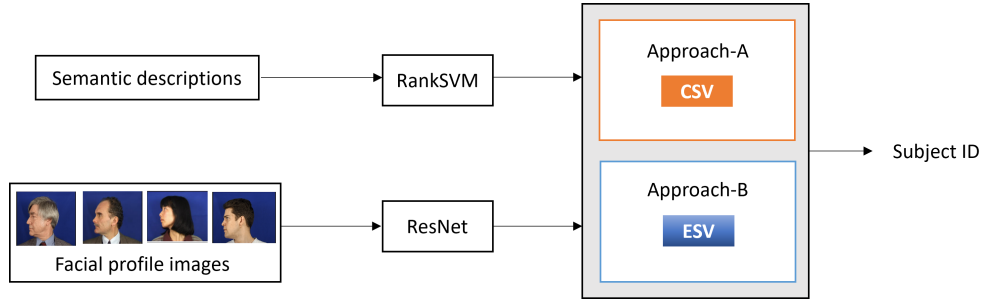 Semantic descriptions
RankSVM
Approach-A
CSV
Subject ID
Facial profile images
ResNet
Approach-B
ESV